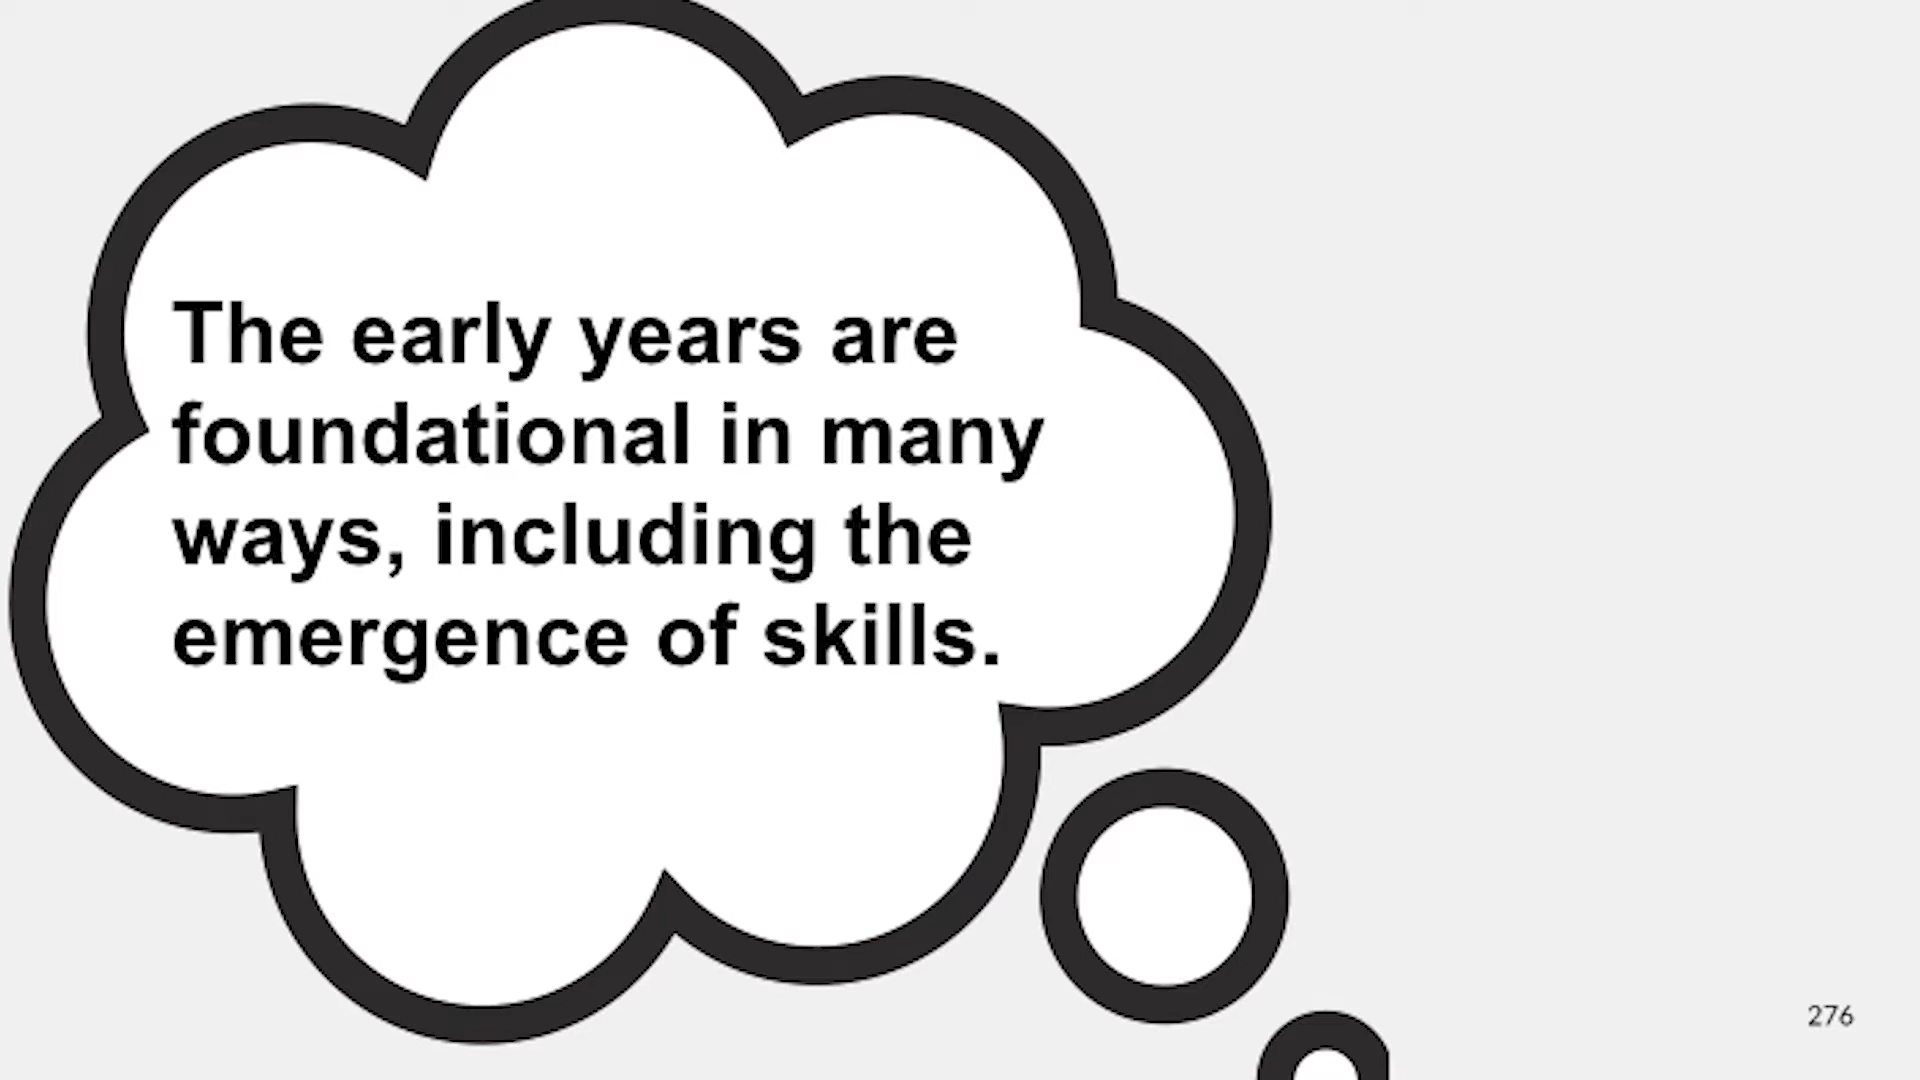 The early years are
foundational in many
ways, including the
emergence of skills.
276